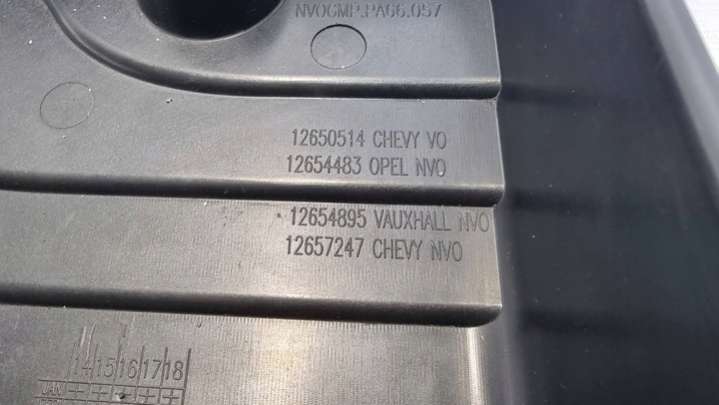 NVOCMP.PA66.057
12650514 CHEVY VO
12654483 OPEL NVO
12654895 VAUXHALL NVO
12657247 CHEVY NVO
14 15 16 17 18
JAN